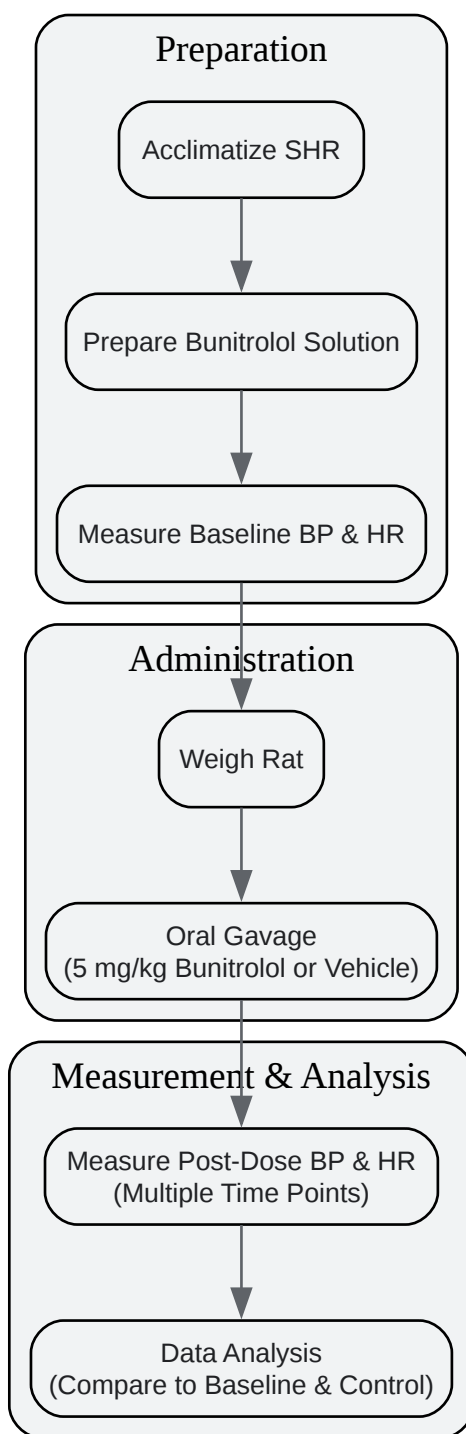 Preparation
Acclimatize SHR
Prepare Bunitrolol Solution
Measure Baseline BP & HR
Administration
Weigh Rat
Oral Gavage
(5 mg/kg Bunitrolol or Vehicle)
Measurement & Analysis
Measure Post-Dose BP & HR
(Multiple Time Points)
Data Analysis
(Compare to Baseline & Control)